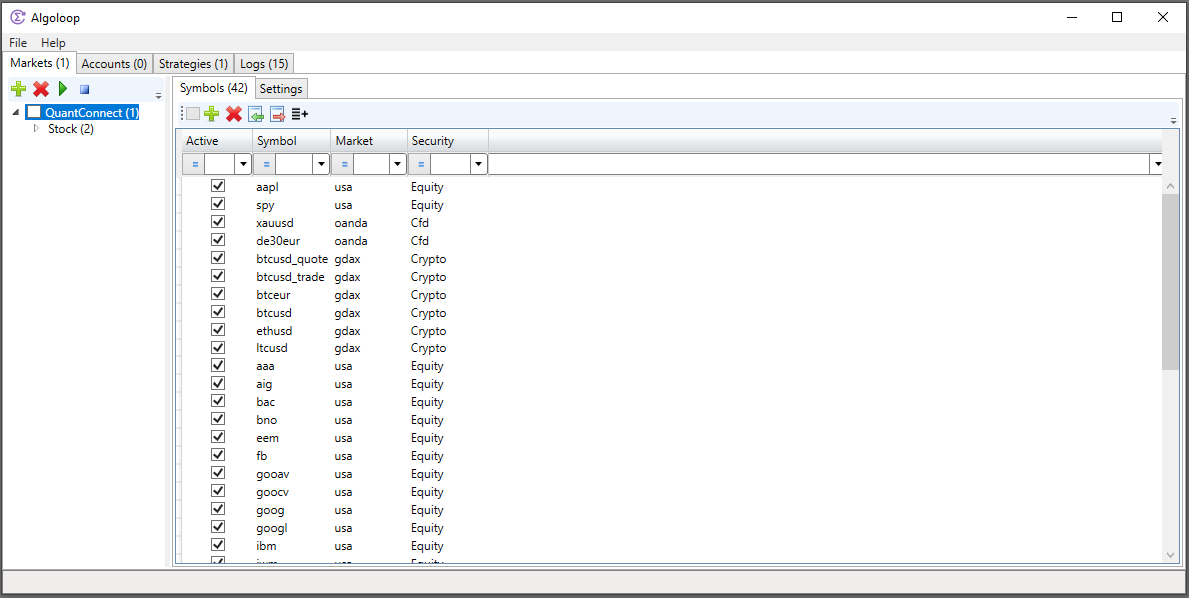 Algoloop
File Help
Markets (1) Accounts (0) Strategies (1) Logs (15)
QuantConnect (1)
Stock (2)
Symbols (42) Settings
Active Symbol Market Security
= = = =
aapl usa Equity
spy usa Equity
xauusd oanda Cfd
de30eur oanda Cfd
btcusd_quote gdax Crypto
btcusd_trade gdax Crypto
btceur gdax Crypto
btcusd gdax Crypto
ethusd gdax Crypto
ltcusd gdax Crypto
aaa usa Equity
aig usa Equity
bac usa Equity
bno usa Equity
eem usa Equity
fb usa Equity
gooav usa Equity
goocv usa Equity
goog usa Equity
googl usa Equity
ibm usa Equity